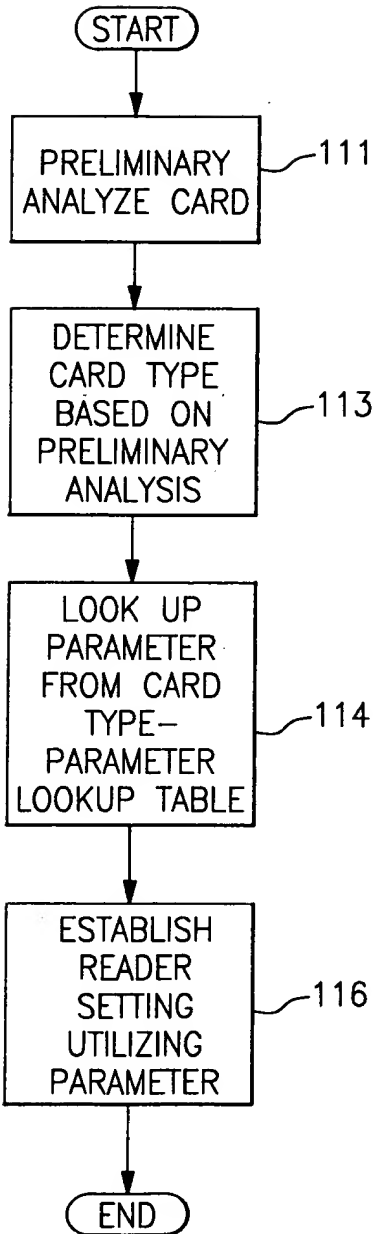 START
PRELIMINARY
ANALYZE CARD
111
DETERMINE
CARD TYPE
BASED ON
PRELIMINARY
ANALYSIS
113
LOOK UP
PARAMETER
FROM CARD
TYPE-
PARAMETER
LOOKUP TABLE
114
ESTABLISH
READER
SETTING
UTILIZING
PARAMETER
116
END